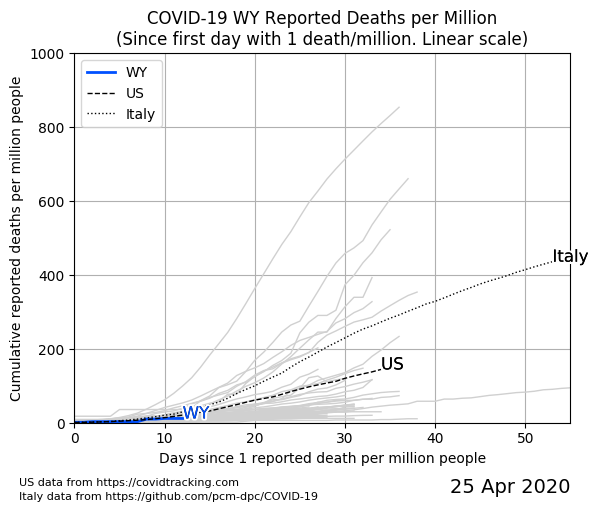 COVID-19 WY Reported Deaths per Million
(Since first day with 1 death/million. Linear scale)
Cumulative reported deaths per million people
1000
800
600
400
200
0
WY
US
Italy
Italy
US
WY
0 10 20 30 40 50
Days since 1 reported death per million people
US data from https://covidtracking.com
Italy data from https://github.com/pcm-dpc/COVID-19
25 Apr 2020